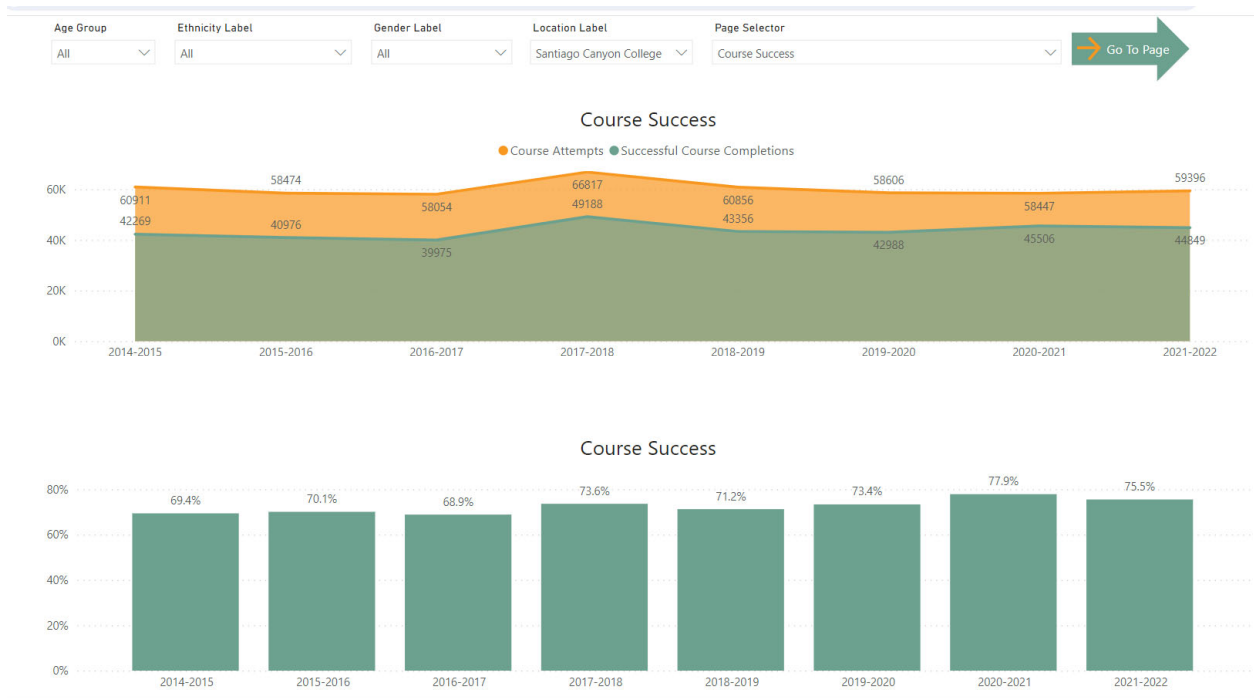 Age Group Ethnicity Label Gender Label Location Label Page Selector
All All All Santiago Canyon College Course Success Go To Page
Course Success
Course Attempts Successful Course Completions
60K 60911 58474 58054 66817 60856 58606 58447 59396
40K 42269 40976 39975 49188 43356 42988 45506 44849
20K
0K
2014-2015 2015-2016 2016-2017 2017-2018 2018-2019 2019-2020 2020-2021 2021-2022
Course Success
80% 69.4% 70.1% 68.9% 73.6% 71.2% 73.4% 77.9% 75.5%
60%
40%
20%
0%
2014-2015 2015-2016 2016-2017 2017-2018 2018-2019 2019-2020 2020-2021 2021-2022